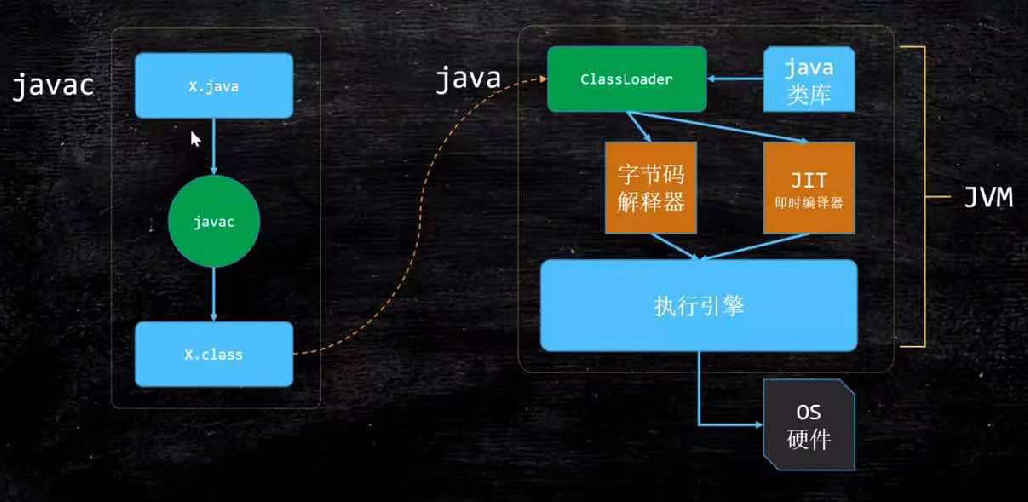 javac
X.java
javac
X.class
java
ClassLoader
java
类库
字节码
解释器
JIT
即时编译器
执行引擎
JVM
OS
硬件